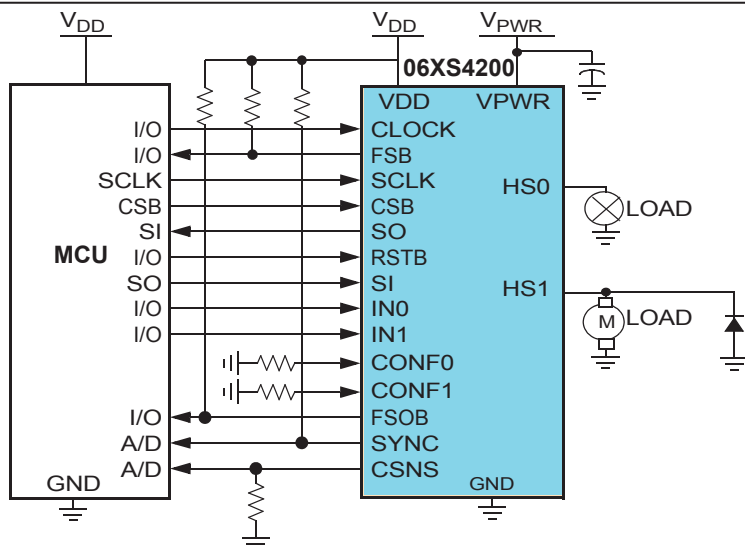 VDD VDD VPWR
06XS4200
VDD VPWR
I/O CLOCK
I/O FSB
SCLK SCLK HS0
CSB CSB LOAD
SI SO
MCU I/O RSTB
SO SI HS1
I/O IN0 M LOAD
I/O IN1
CONF0
CONF1
I/O FSOB
A/D SYNC
A/D CSNS
GND GND